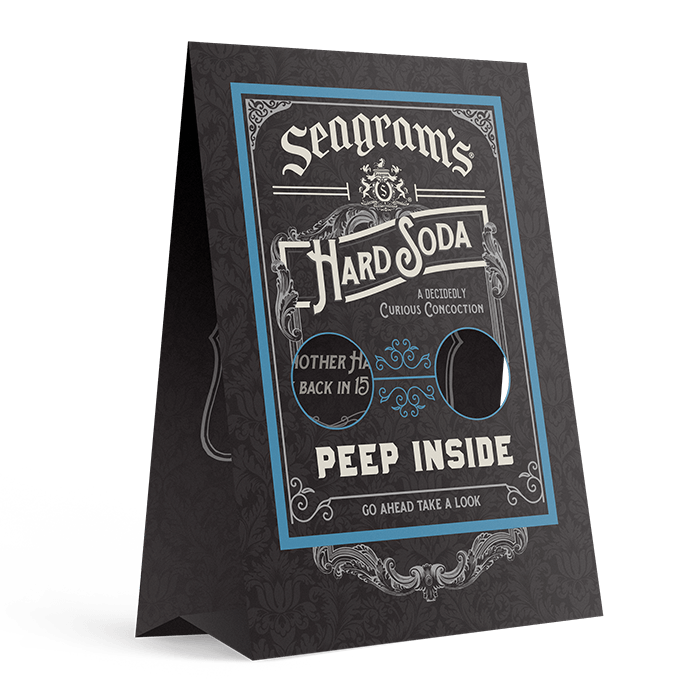 Seagram's®
S
HARD SODA
A DECIDEDLY
CURIOUS CONCOCTION
BACK IN 15
PEEP INSIDE
GO AHEAD TAKE A LOOK